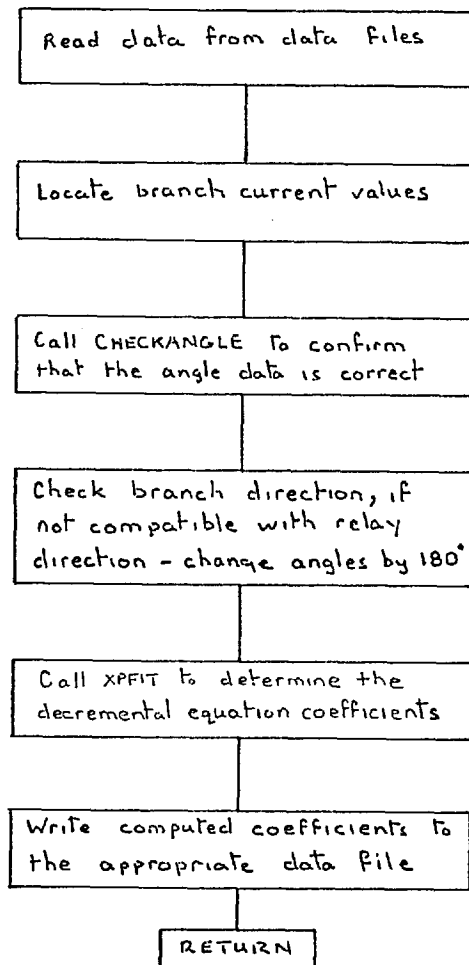 Read data from data files
Locate branch current values
Call CHECKANGLE to confirm
that the angle data is correct
Check branch direction, if
not compatible with relay
direction - change angles by 180°
Call XPFIT to determine the
decremental equation coefficients
Write computed coefficients to
the appropriate data file
RETURN